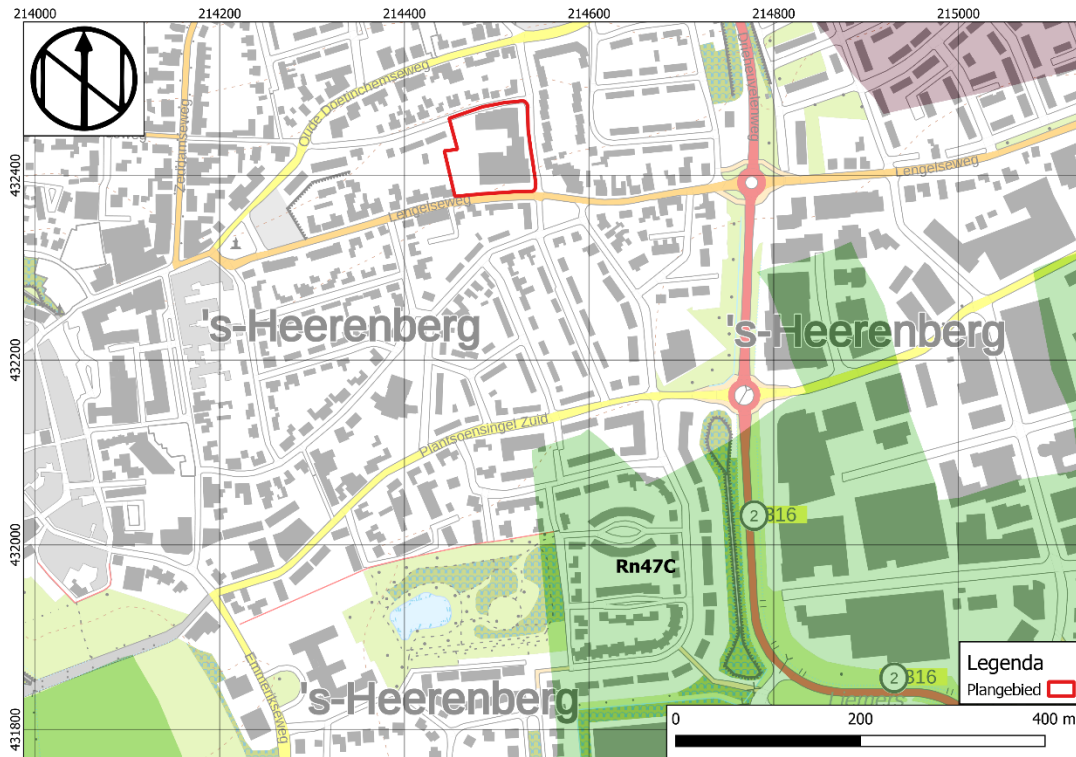 214000
214200
214400
214600
214800
215000
432400
432200
432000
431800
Zeddamseweg
Oude Doetinchemseweg
Drieheuvelenweg
Lengelseweg
Lengelseweg
's-Heerenberg
's-Heerenberg
Plantsoensingel Zuid
2
316
Rn47C
Emmerikseweg
's-Heerenberg
2
316
Legenda
Plangebied
0
200
400 m